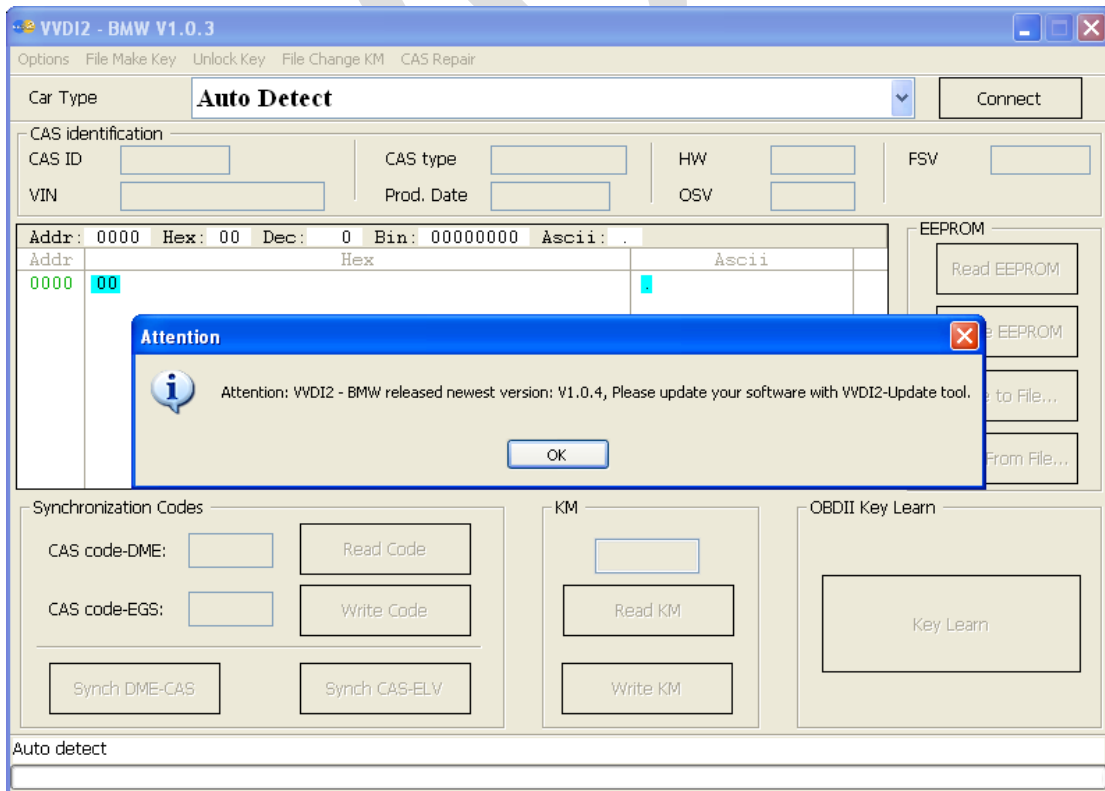 VVDI2 - BMW V1.0.3
Options File Make Key Unlock Key File Change KM CAS Repair
Car Type Auto Detect Connect
CAS identification
CAS ID CAS type HW FSV
VIN Prod. Date OSV
Addr: 0000 Hex: 00 Dec: 0 Bin: 00000000 Ascii: .
Addr Hex Ascii
0000 00 .
EEPROM
Read EEPROM
EEPROM
to File...
From File...
Attention
Attention: VVDI2 - BMW released newest version: V1.0.4, Please update your software with VVDI2-Update tool.
OK
Synchronization Codes
CAS code-DME: Read Code
CAS code-EGS: Write Code
Synch DME-CAS Synch CAS-ELV
KM
Read KM
Write KM
OBDII Key Learn
Key Learn
Auto detect